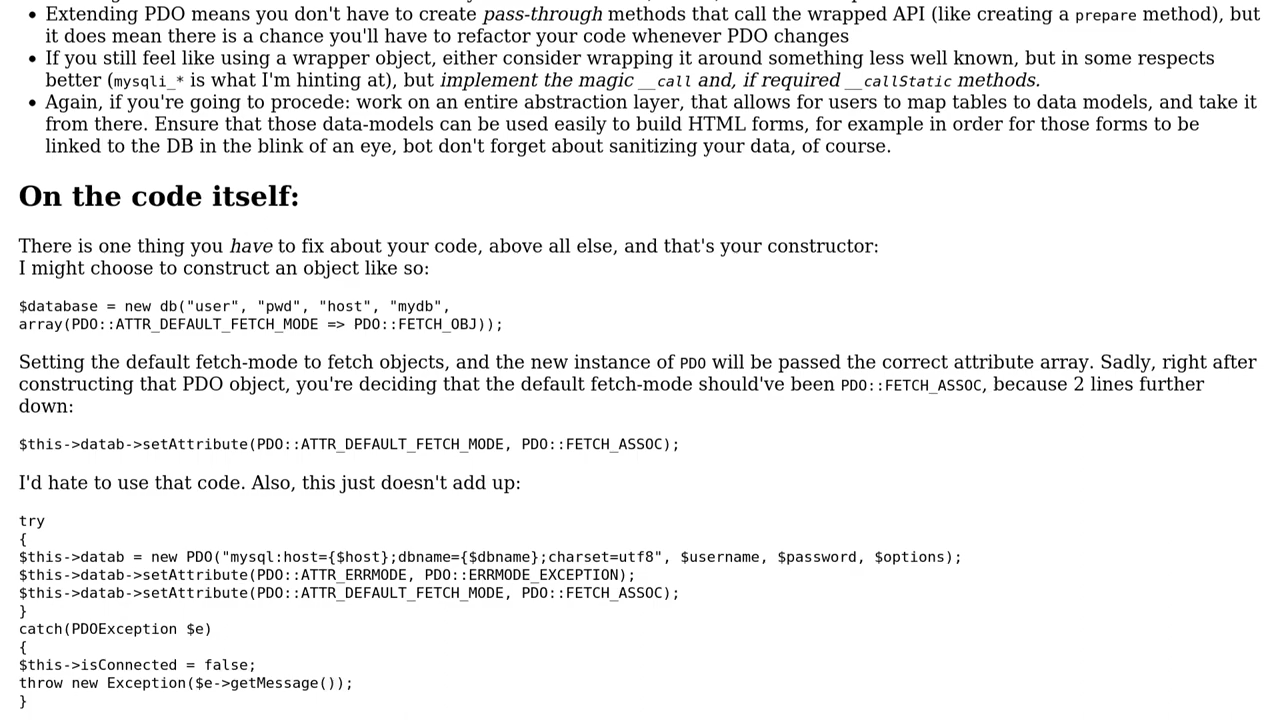 Extending PDO means you don't have to create pass-through methods that call the wrapped API (like creating a prepare method), but
it does mean there is a chance you'll have to refactor your code whenever PDO changes
If you still feel like using a wrapper object, either consider wrapping it around something less well known, but in some respects
better (mysqli_* is what I'm hinting at), but implement the magic __call and, if required __callStatic methods.
Again, if you're going to procede: work on an entire abstraction layer, that allows for users to map tables to data models, and take it
from there. Ensure that those data-models can be used easily to build HTML forms, for example in order for those forms to be
linked to the DB in the blink of an eye, bot don't forget about sanitizing your data, of course.
On the code itself:
There is one thing you have to fix about your code, above all else, and that's your constructor:
I might choose to construct an object like so:
$database = new db("user", "pwd", "host", "mydb",
array(PDO::ATTR_DEFAULT_FETCH_MODE => PDO::FETCH_OBJ));
Setting the default fetch-mode to fetch objects, and the new instance of PDO will be passed the correct attribute array. Sadly, right after
constructing that PDO object, you're deciding that the default fetch-mode should've been PDO::FETCH_ASSOC, because 2 lines further
down:
$this->datab->setAttribute(PDO::ATTR_DEFAULT_FETCH_MODE, PDO::FETCH_ASSOC);
I'd hate to use that code. Also, this just doesn't add up:
try
{
$this->datab = new PDO("mysql:host={$host};dbname={$dbname};charset=utf8", $username, $password, $options);
$this->datab->setAttribute(PDO::ATTR_ERRMODE, PDO::ERRMODE_EXCEPTION);
$this->datab->setAttribute(PDO::ATTR_DEFAULT_FETCH_MODE, PDO::FETCH_ASSOC);
}
catch(PDOException $e)
{
$this->isConnected = false;
throw new Exception($e->getMessage());
}